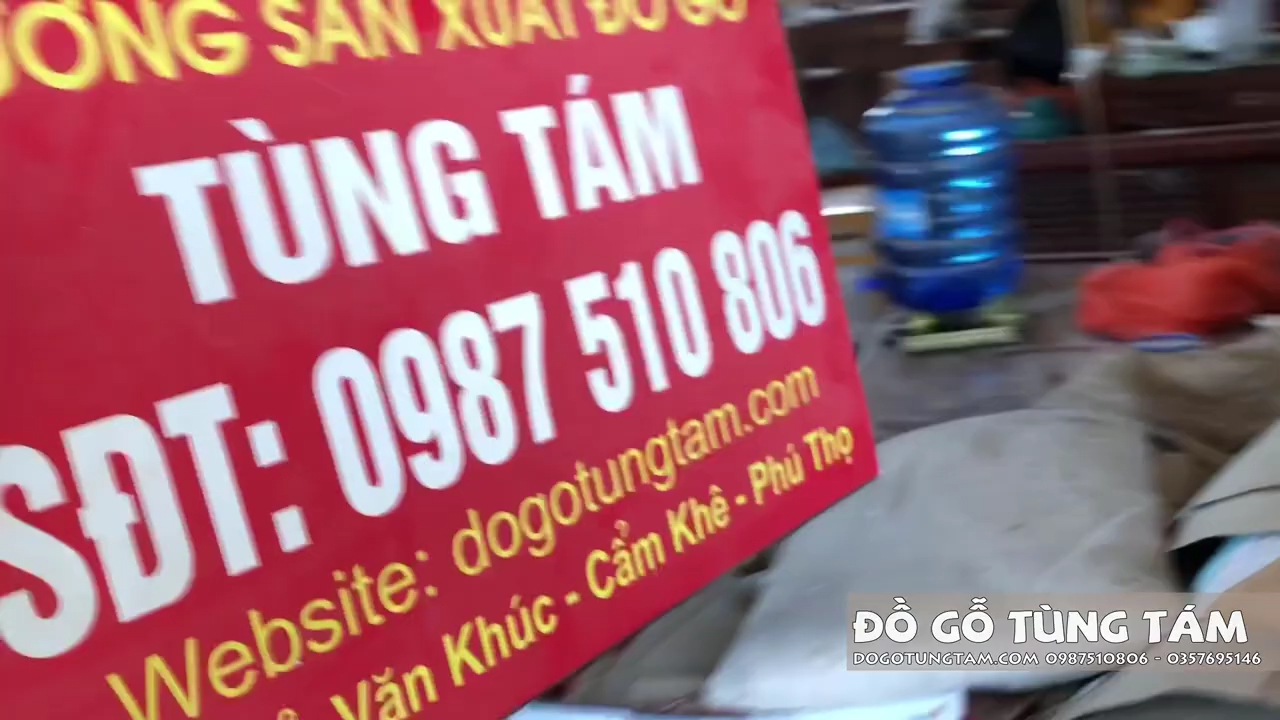 ƯỞNG SẢN XUẤT ĐỒ GỖ
TÙNG TÁM
SĐT: 0987 510 806
Website: dogotungtam.com
Văn Khúc - Cẩm Khê - Phú Thọ
ĐỒ GỖ TÙNG TÁM
DOGOTUNGTAM.COM 0987510806 - 0357695146